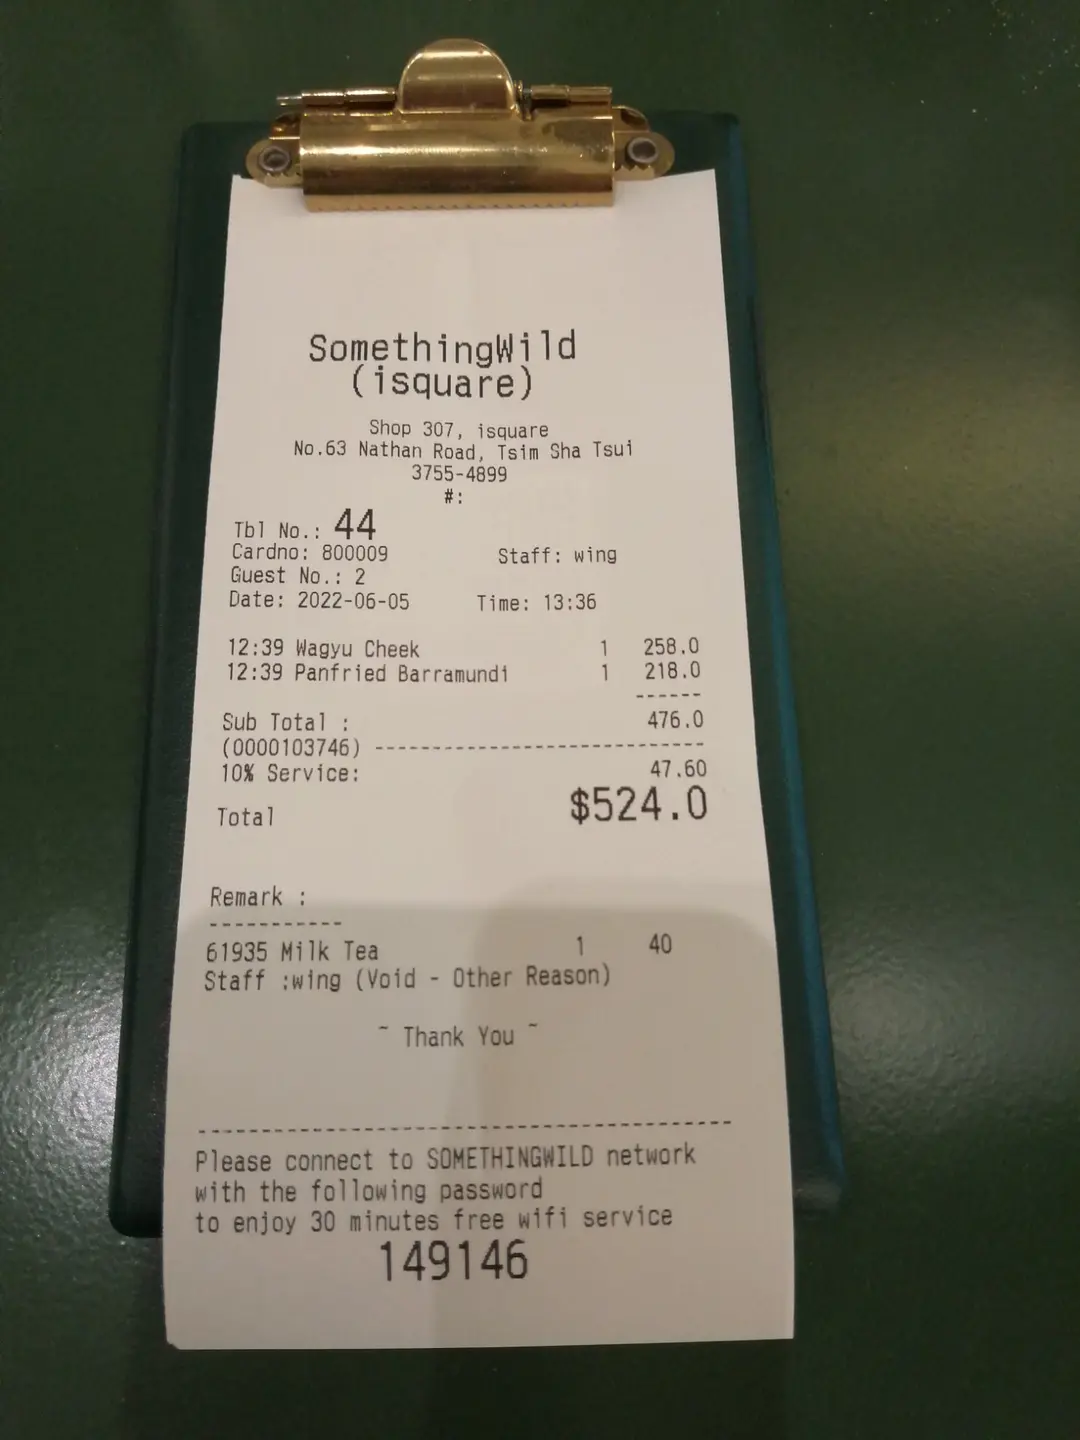 SomethingWild
(isquare)
Shop 307, isquare
No.63 Nathan Road, Tsim Sha Tsui
3755-4899
#:
Tbl No.: 44
Cardno: 800009 Staff: wing
Guest No.: 2
Date: 2022-06-05 Time: 13:36
12:39 Wagyu Cheek 1 258.0
12:39 Panfried Barramundi 1 218.0
------
Sub Total : 476.0
(0000103746) -----------------------------
10% Service: 47.60
Total $524.0
Remark :
-----------
61935 Milk Tea 1 40
Staff :wing (Void - Other Reason)
~ Thank You ~
---------------------------------------------
Please connect to SOMETHINGWILD network
with the following password
to enjoy 30 minutes free wifi service
149146